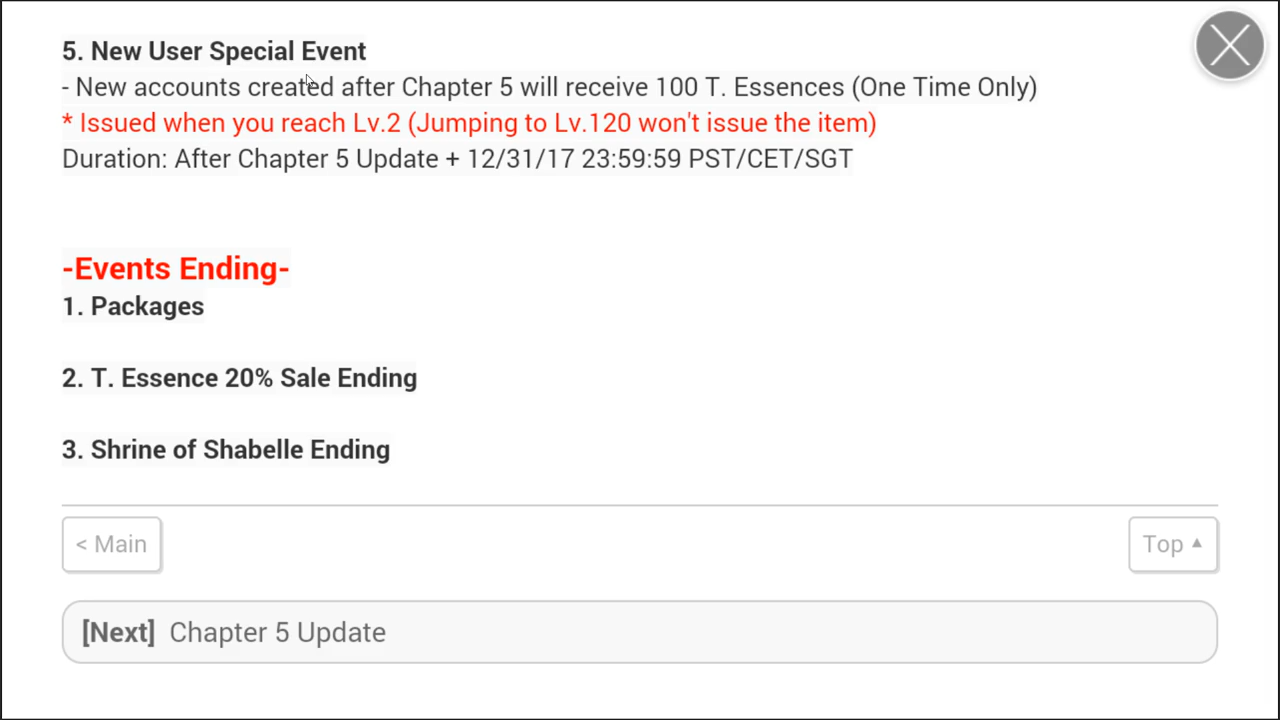 5. New User Special Event
- New accounts created after Chapter 5 will receive 100 T. Essences (One Time Only)
* Issued when you reach Lv.2 (Jumping to Lv.120 won't issue the item)
Duration: After Chapter 5 Update + 12/31/17 23:59:59 PST/CET/SGT
-Events Ending-
1. Packages
2. T. Essence 20% Sale Ending
3. Shrine of Shabelle Ending
< Main
Top ▲
[Next] Chapter 5 Update